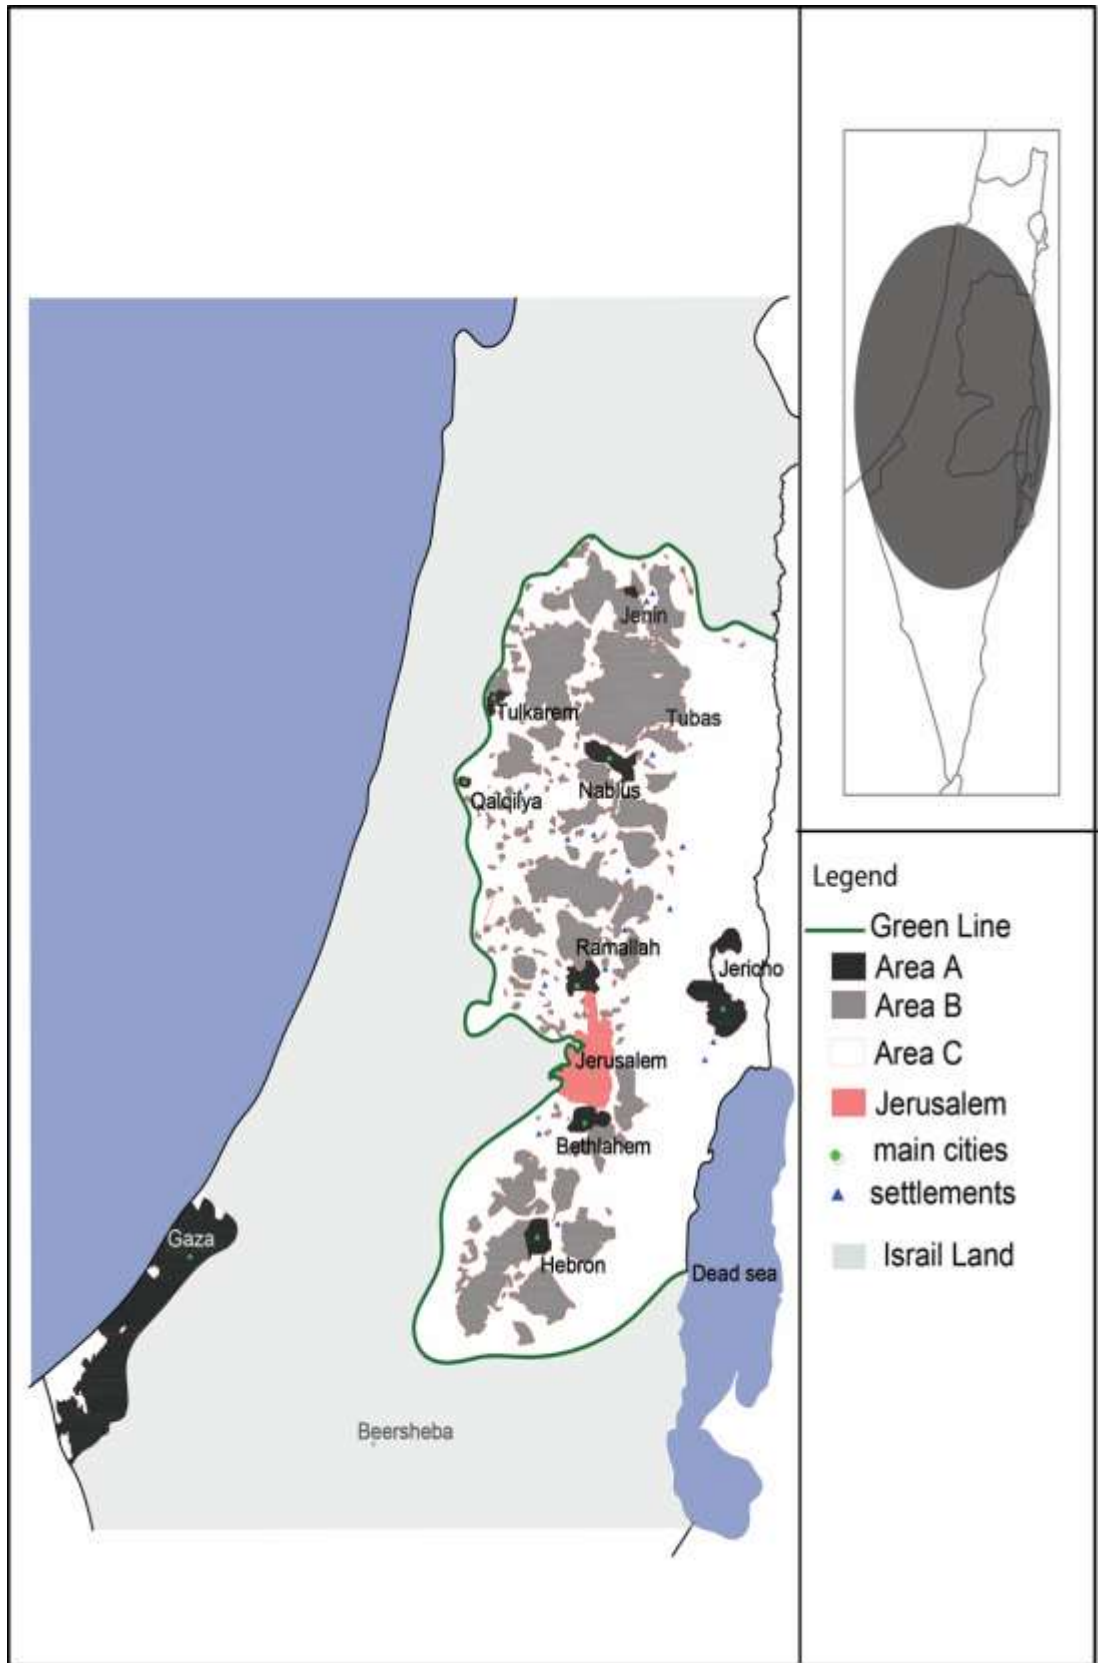 Jenin
Tulkarem
Tubas
Nablus
Qalqilya
Ramallah
Jericho
Jerusalem
Bethlahem
Gaza
Hebron
Dead sea
Beersheba
Legend
Green Line
Area A
Area B
Area C
Jerusalem
main cities
settlements
Israil Land